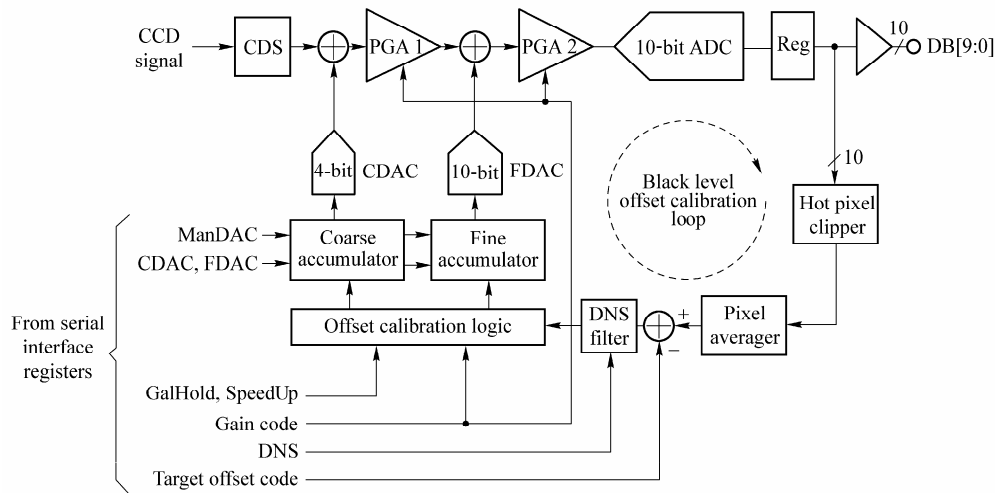 CCD
signal
CDS
PGA 1
PGA 2
10-bit ADC
Reg
10
DB[9:0]
4-bit
CDAC
10-bit
FDAC
Black level
offset calibration
loop
10
Hot pixel
clipper
ManDAC
CDAC, FDAC
Coarse
accumulator
Fine
accumulator
From serial
interface
registers
Offset calibration logic
DNS
filter
+
−
Pixel
averager
GalHold, SpeedUp
Gain code
DNS
Target offset code